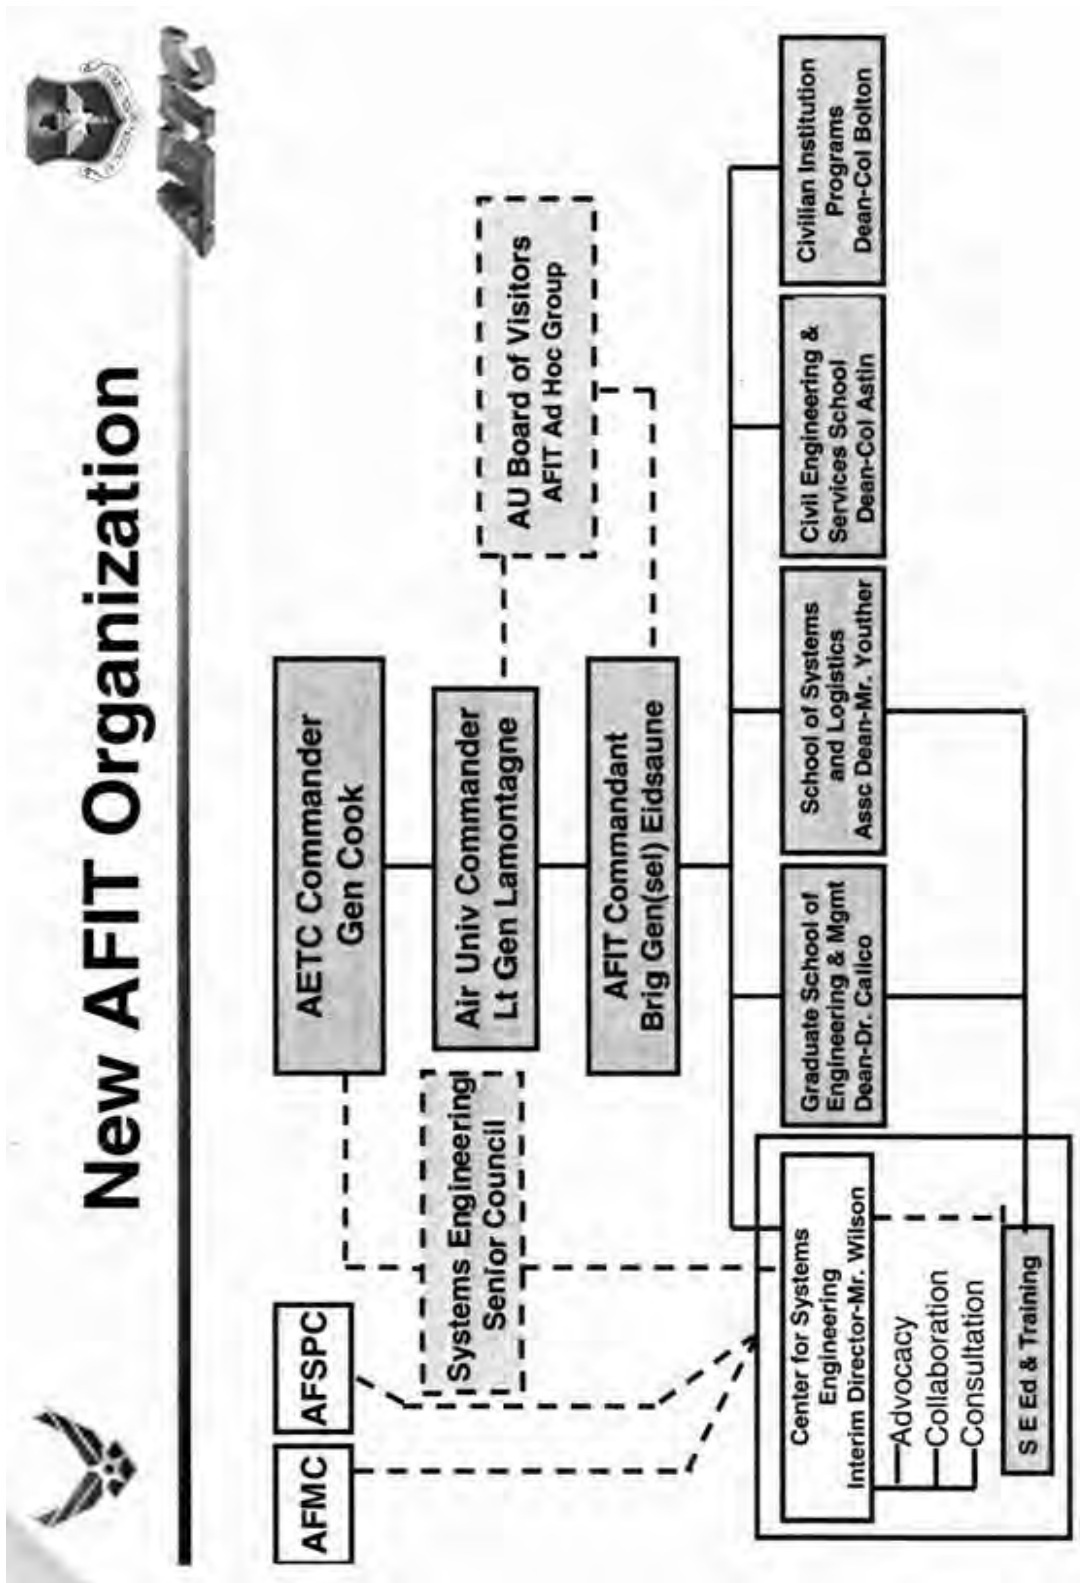 New AFIT Organization
AFMC
AFSPC
AETC Commander
Gen Cook
Systems Engineering
Senior Council
Air Univ Commander
Lt Gen Lamontagne
AU Board of Visitors
AFIT Ad Hoc Group
AFIT Commandant
Brig Gen(sel) Eidsaune
Center for Systems
Engineering
Interim Director-Mr. Wilson
Advocacy
Collaboration
Consultation
S E Ed & Training
Graduate School of
Engineering & Mgmt
Dean-Dr. Calico
School of Systems
and Logistics
Assc Dean-Mr. Youther
Civil Engineering &
Services School
Dean-Col Astin
Civilian Institution
Programs
Dean-Col Bolton